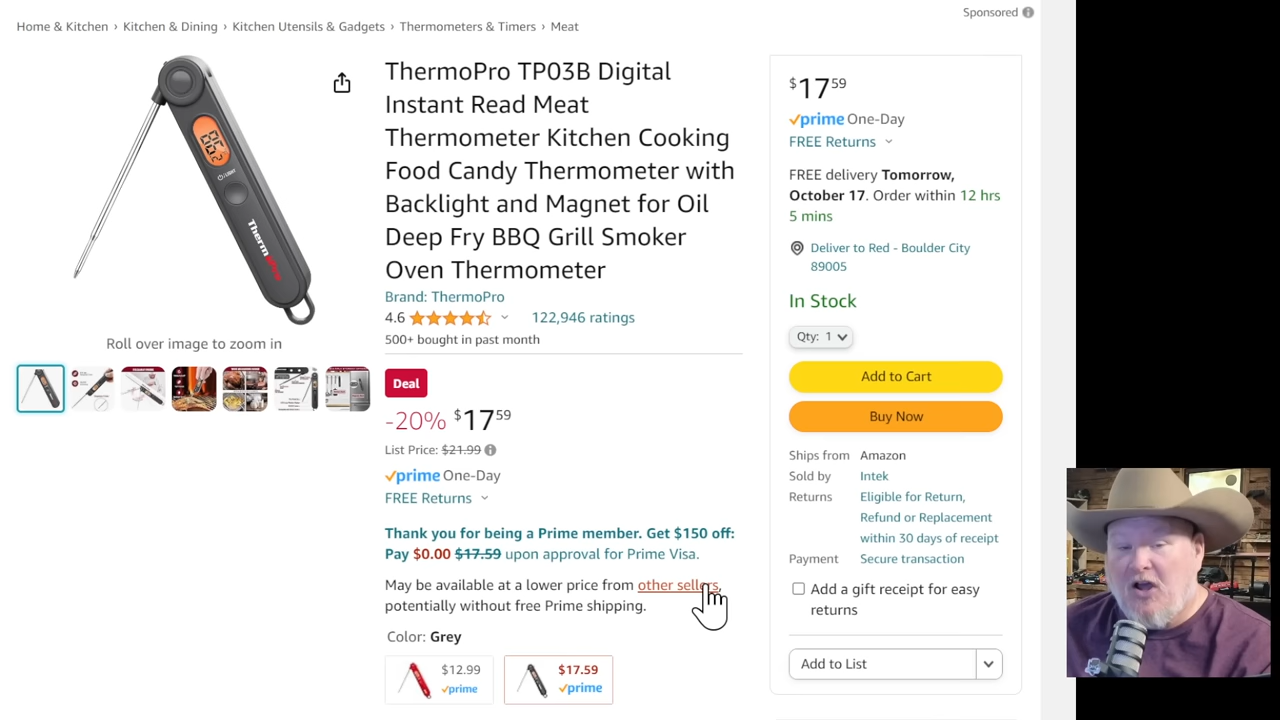 Sponsored
Home & Kitchen › Kitchen & Dining › Kitchen Utensils & Gadgets › Thermometers & Timers › Meat
ThermoPro TP03B Digital
Instant Read Meat
Thermometer Kitchen Cooking
Food Candy Thermometer with
Backlight and Magnet for Oil
Deep Fry BBQ Grill Smoker
Oven Thermometer
Brand: ThermoPro
4.6
122,946 ratings
500+ bought in past month
ThermoPro
Roll over image to zoom in
Deal
-20% $17 59
List Price: $21.99
prime One-Day
FREE Returns
Thank you for being a Prime member. Get $150 off:
Pay $0.00 $17.59 upon approval for Prime Visa.
May be available at a lower price from other sellers,
potentially without free Prime shipping.
Color: Grey
$12.99
prime
$17.59
prime
$17 59
prime One-Day
FREE Returns
FREE delivery Tomorrow,
October 17. Order within 12 hrs
5 mins
Deliver to Red - Boulder City
89005
In Stock
Qty: 1
Add to Cart
Buy Now
Ships from Amazon
Sold by Intek
Returns Eligible for Return,
Refund or Replacement
within 30 days of receipt
Payment Secure transaction
Add a gift receipt for easy
returns
Add to List